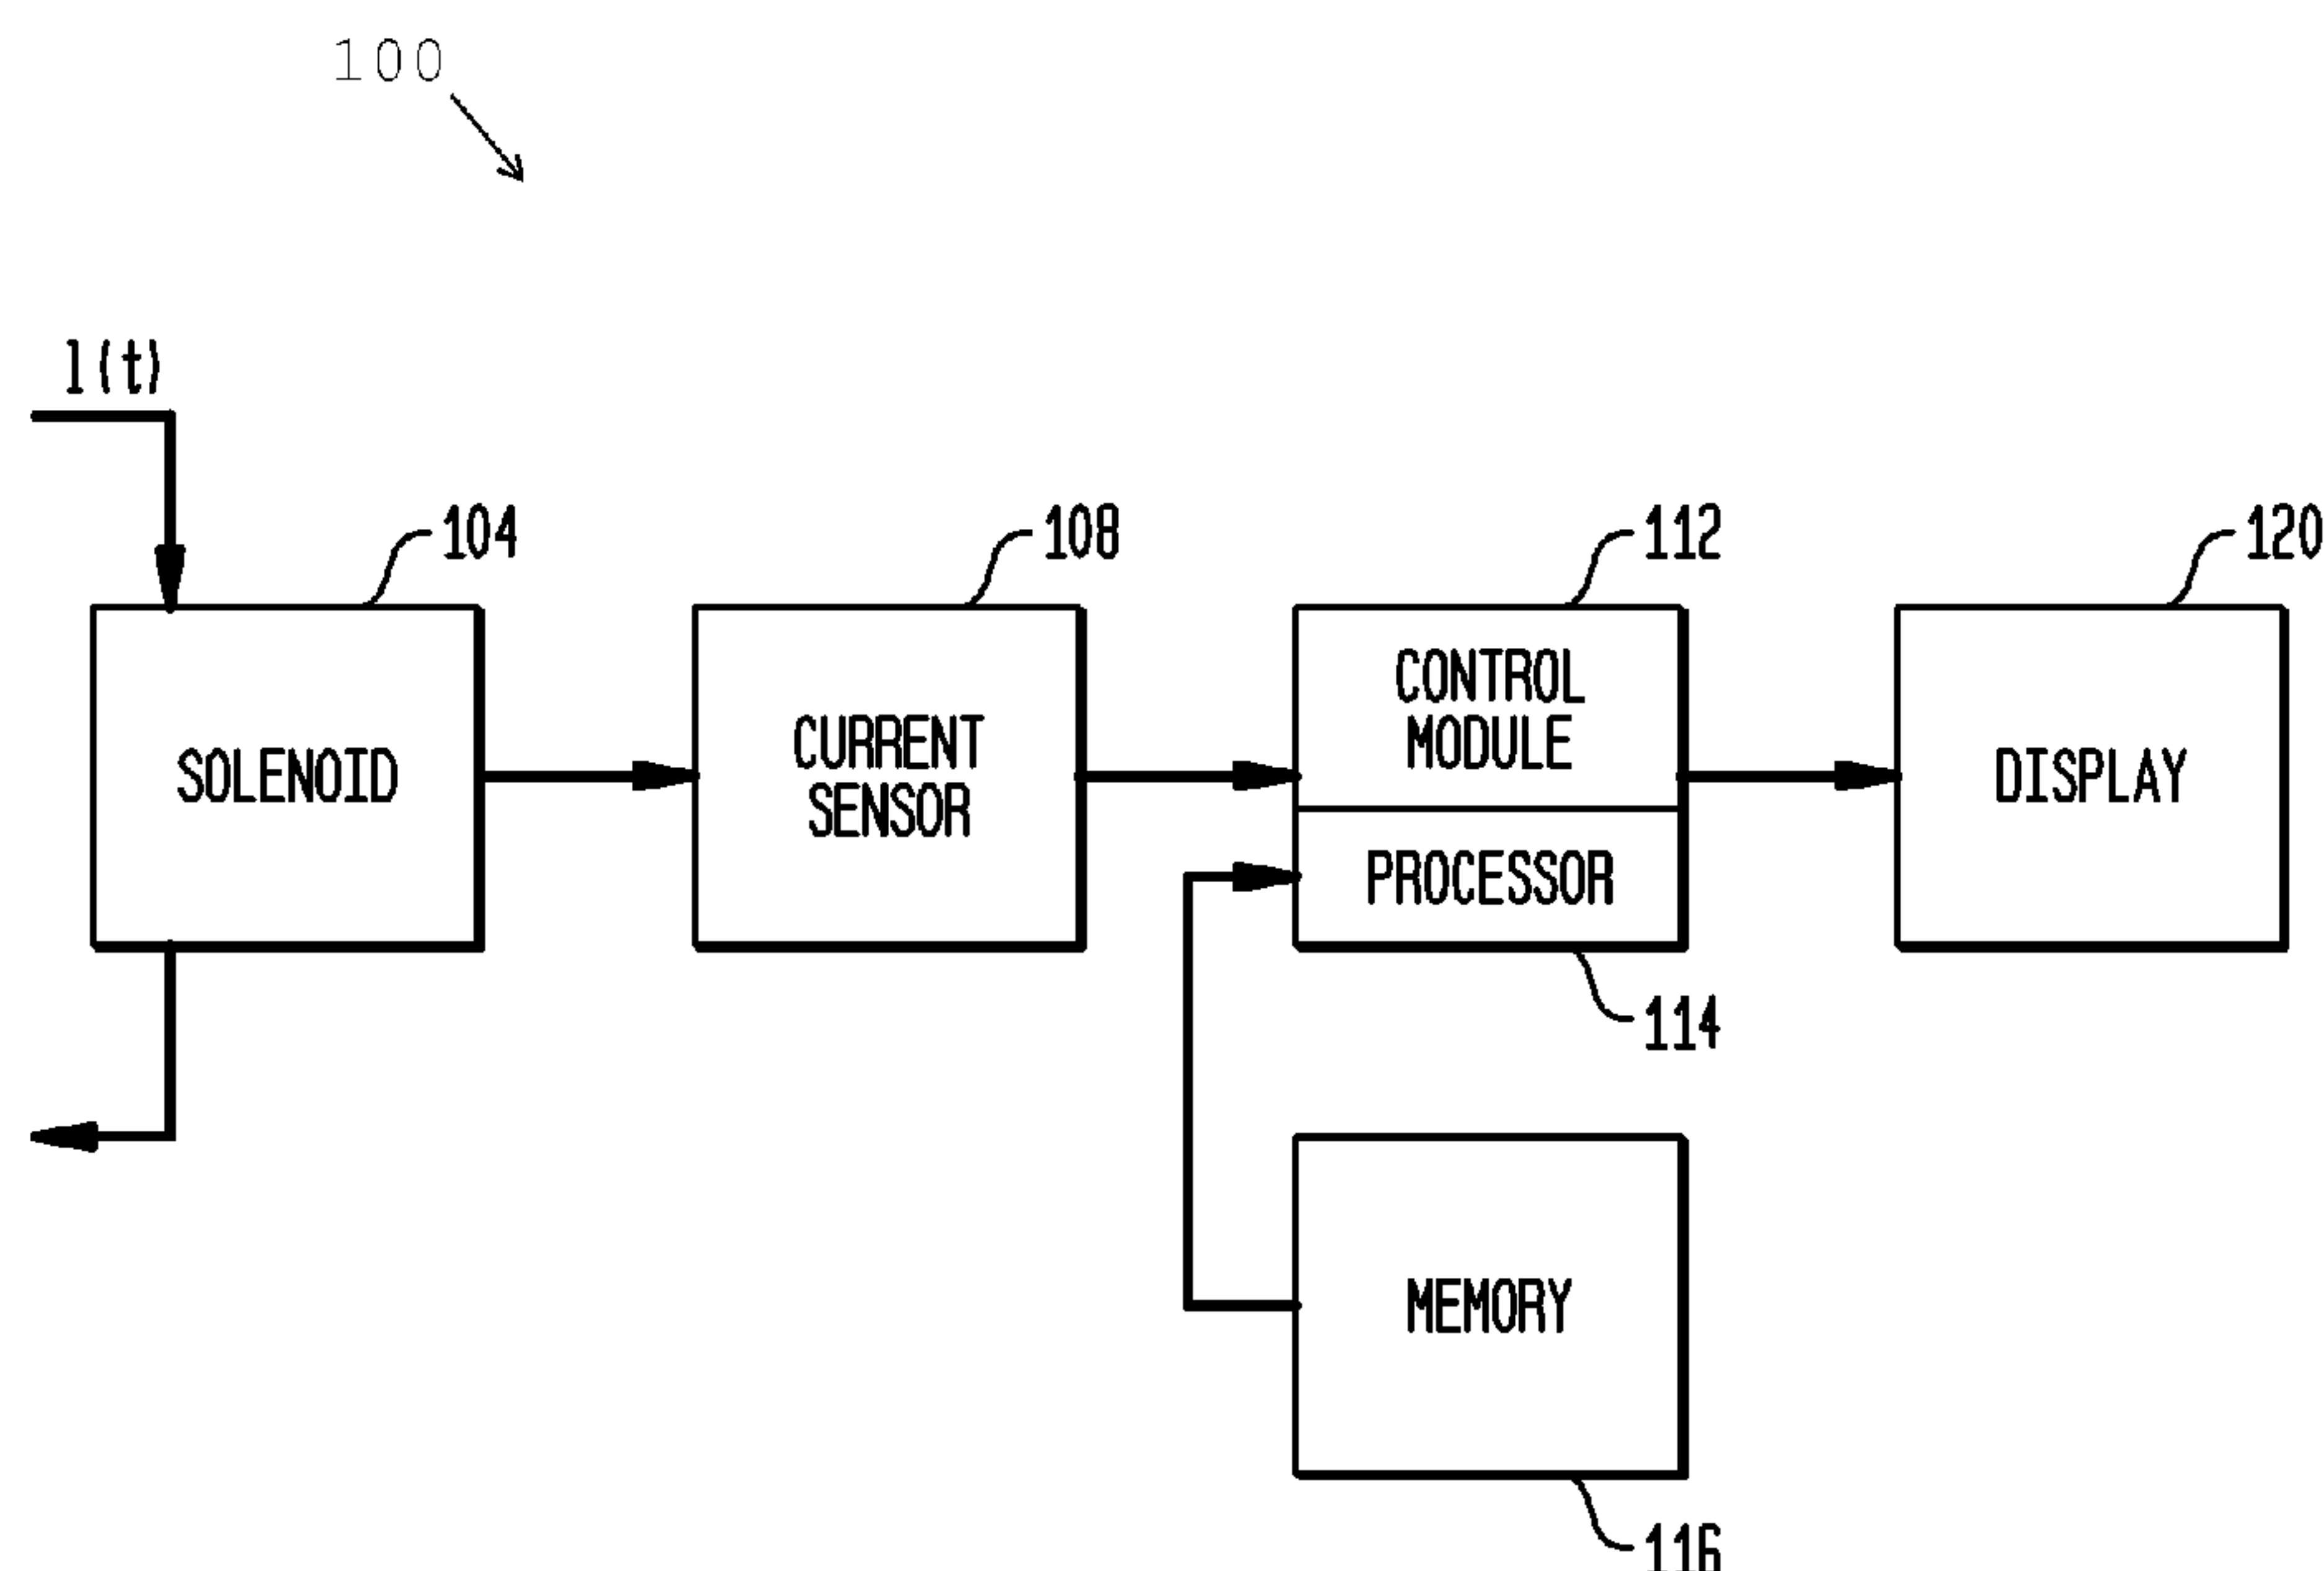 100
I(t)
104
108
112
120
SOLENOID
CURRENT
SENSOR
CONTROL
MODULE
PROCESSOR
DISPLAY
114
MEMORY
116